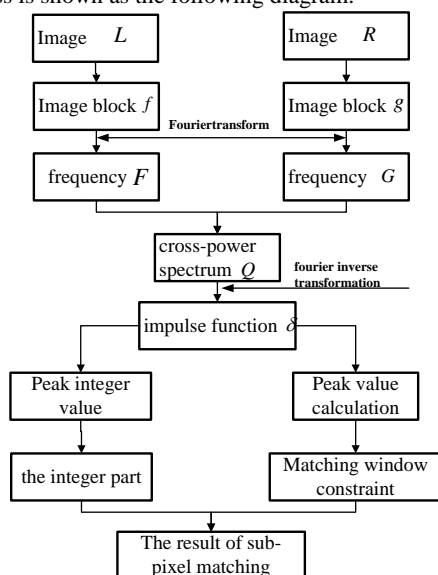 ss is shown as the following diagram.
Image L
Image R
Image block f
Image block g
Fouriertransform
frequency F
frequency G
cross-power
spectrum Q
fourier inverse
transformation
impulse function δ
Peak integer
value
Peak value
calculation
the integer part
Matching window
constraint
The result of sub-
pixel matching